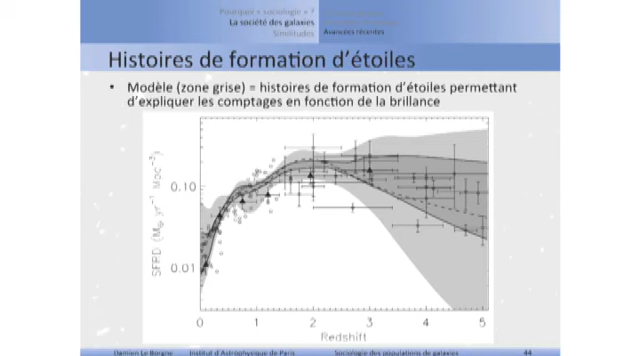 Pourquoi « sociologie » ?
La société des galaxies
Similitudes
Avancées récentes
Histoires de formation d'étoiles
• Modèle (zone grise) = histoires de formation d'étoiles permettant
d'expliquer les comptages en fonction de la brillance
SFRD (M⊙ yr⁻¹ Mpc⁻³)
0.10
0.01
0 1 2 3 4 5
Redshift
Damien Le Borgne Institut d'Astrophysique de Paris Sociologie des populations de galaxies 44